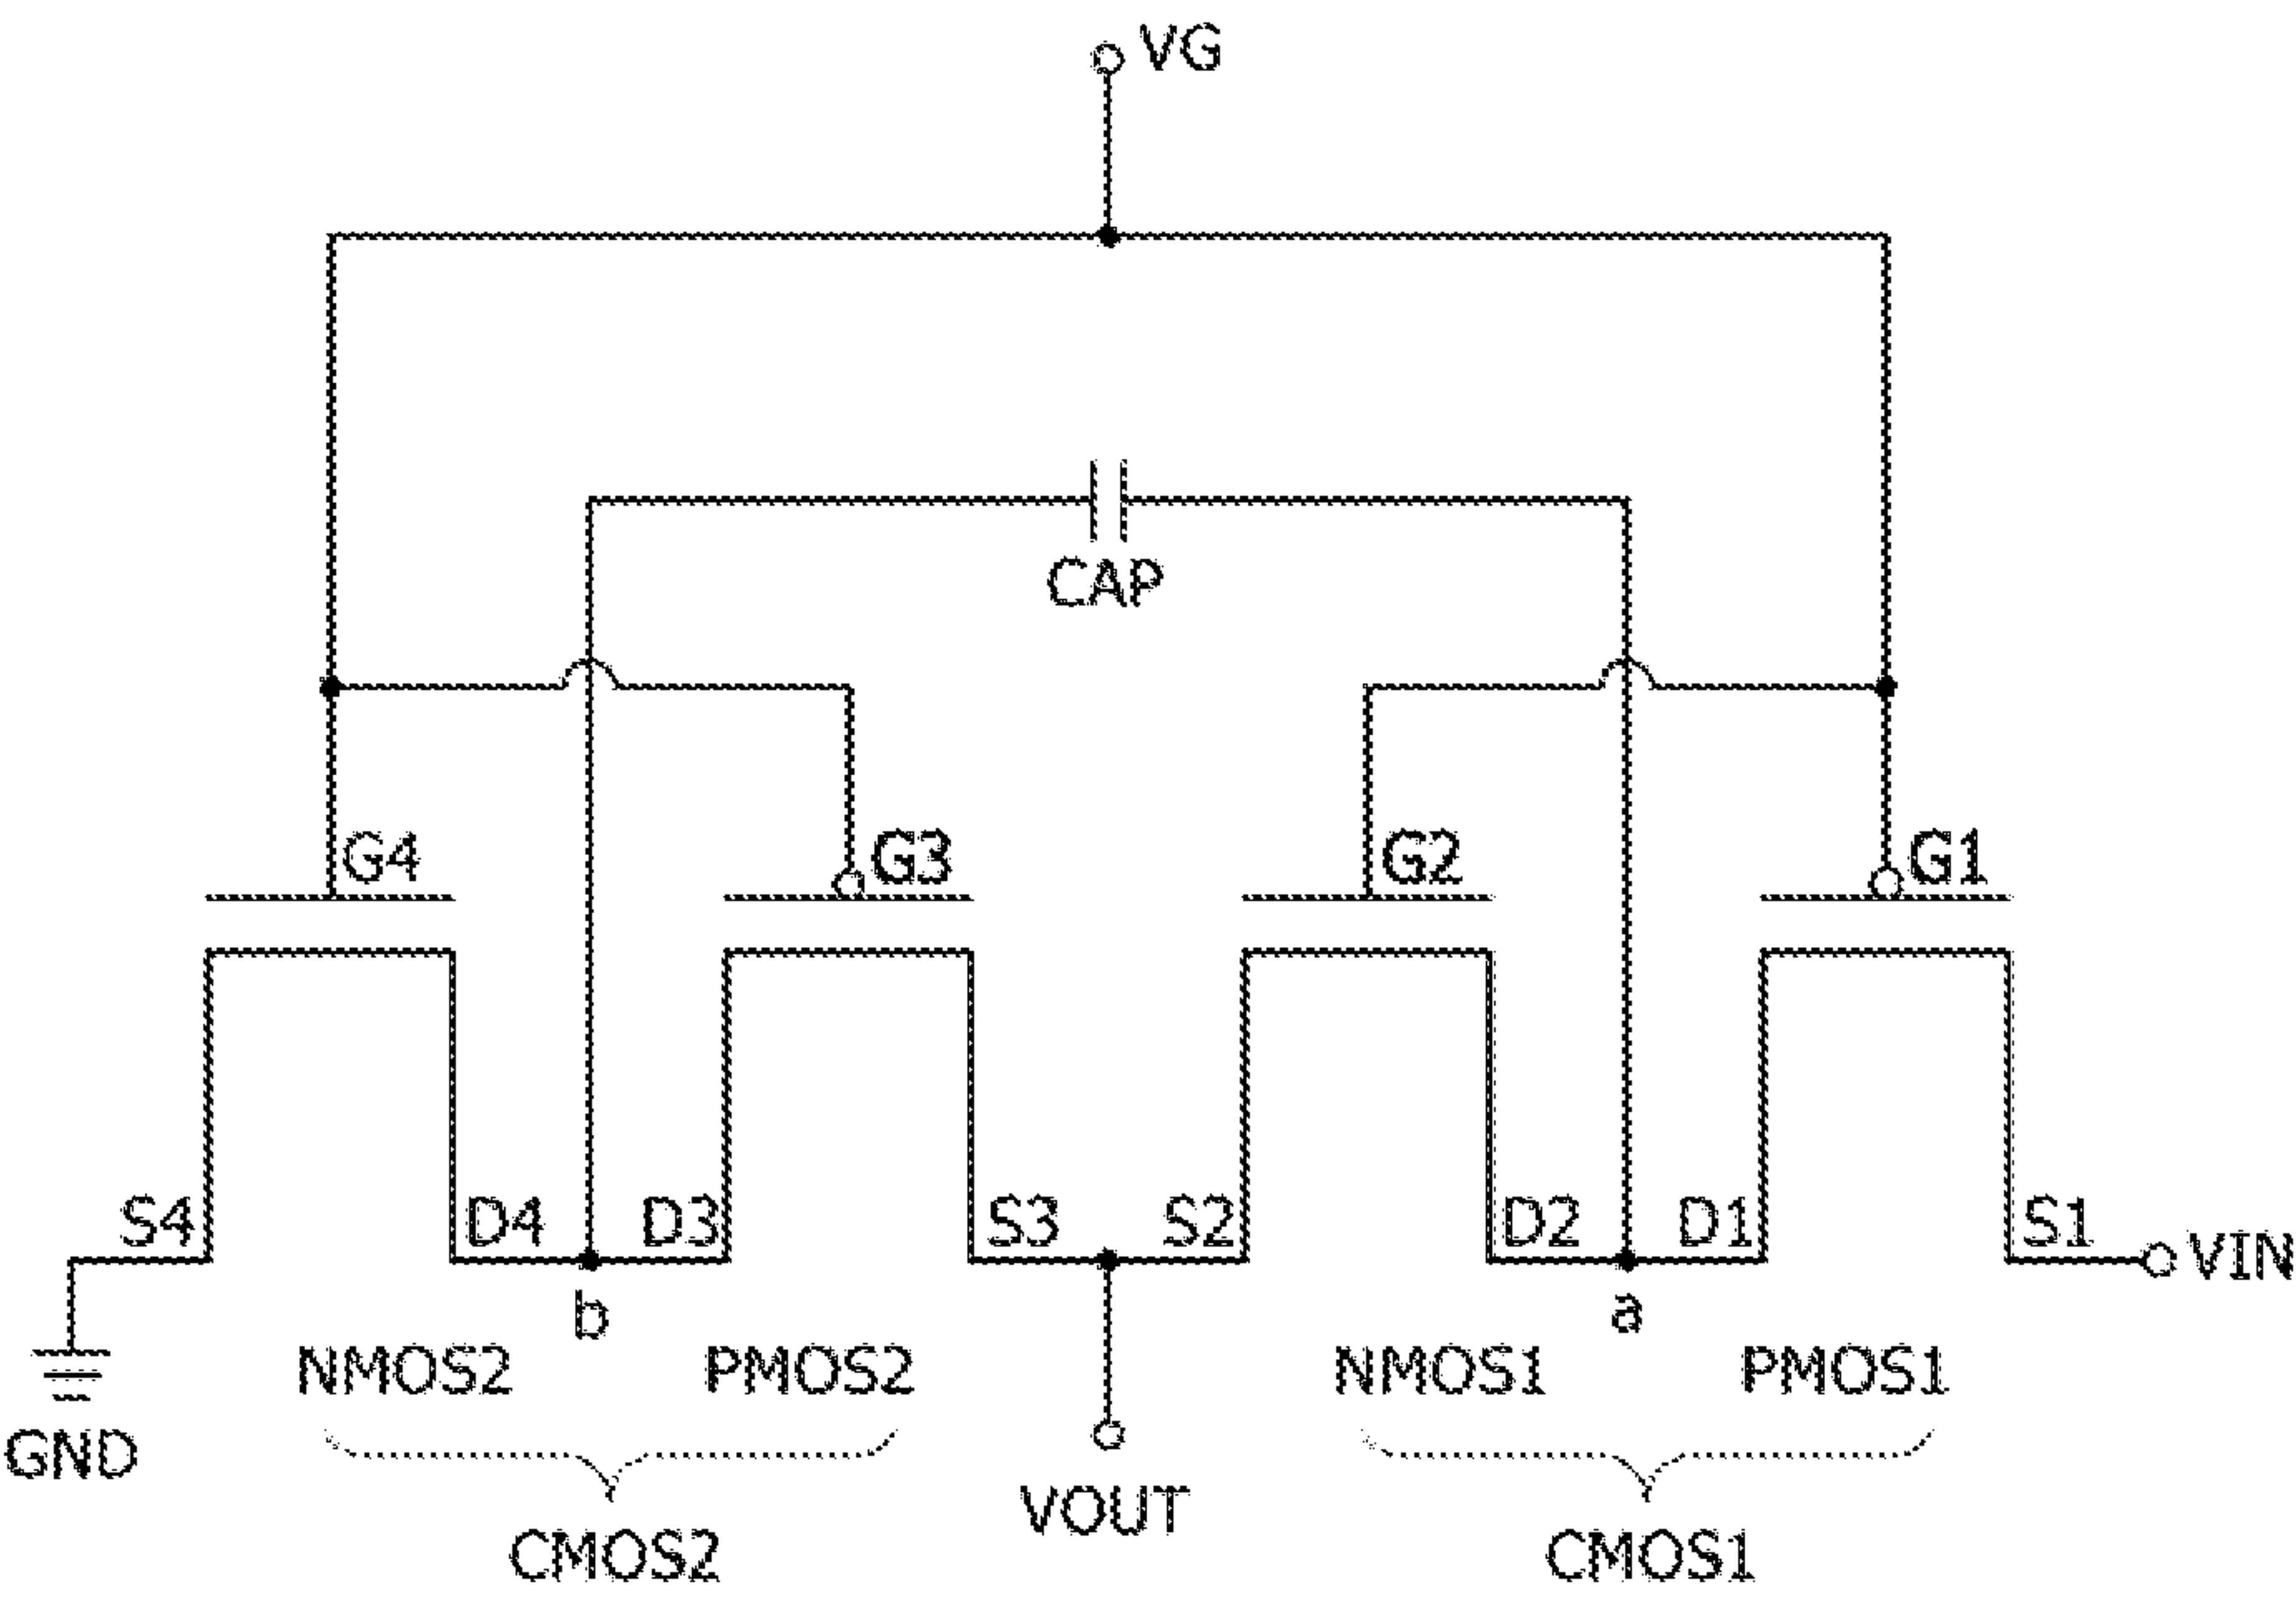 VG
CAP
G4 G3 G2 G1
S4 D4 D3 S3 S2 D2 D1 S1 VIN
b a
NMOS2 PMOS2 NMOS1 PMOS1
GND VOUT
CMOS2 CMOS1